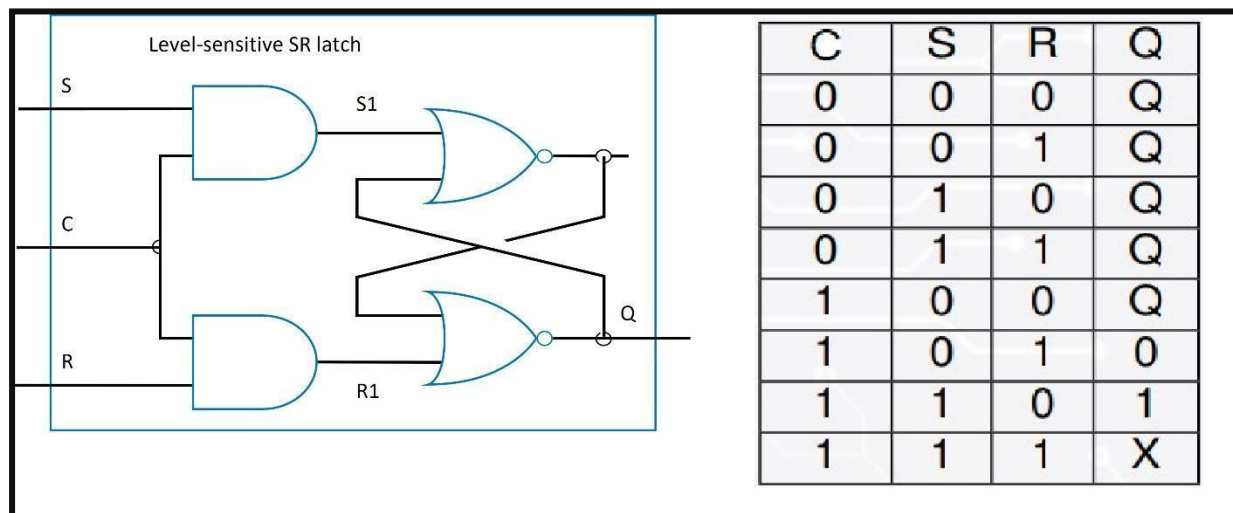 Level-sensitive SR latch
S
S1
C
Q
R
R1
C S R Q
0 0 0 Q
0 0 1 Q
0 1 0 Q
0 1 1 Q
1 0 0 Q
1 0 1 0
1 1 0 1
1 1 1 X